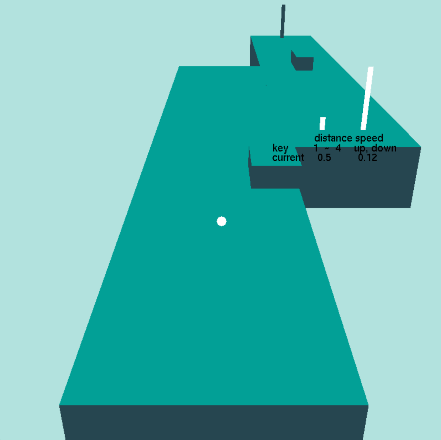 distance speed
key 1 - 4 up, down
current 0.5 0.12